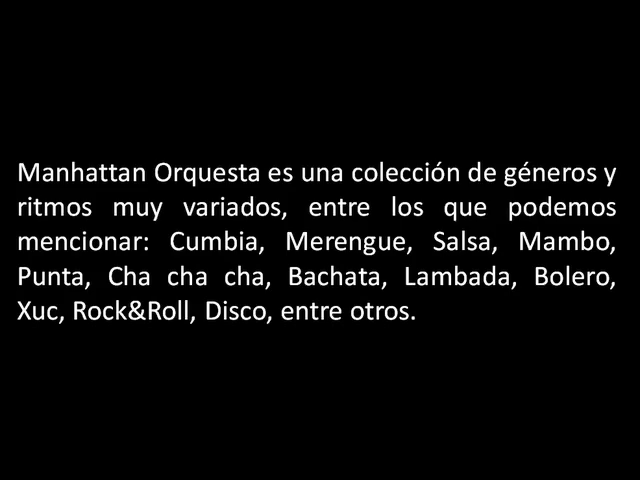 Manhattan Orquesta es una colección de géneros y
ritmos muy variados, entre los que podemos
mencionar: Cumbia, Merengue, Salsa, Mambo,
Punta, Cha cha cha, Bachata, Lambada, Bolero,
Xuc, Rock&Roll, Disco, entre otros.